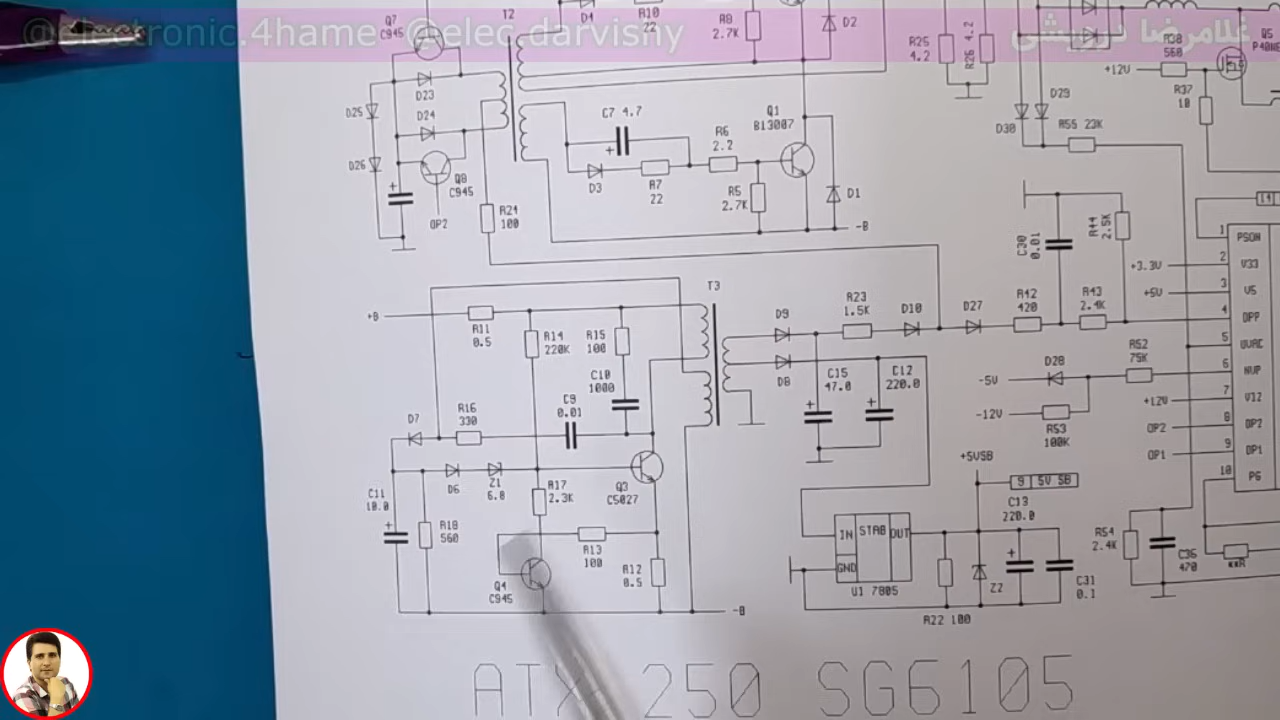 @electronic.4hame @elec_darvishy
غلامرضا درویشی
Q7
C945
T2
D4
R10
22
R8
2.7K
D2
R25
4.2
R26 4.2
+12V
R38
560
Q5
R37
10
D25
D23
D24
D26
Q8
C945
OP2
R24
100
C7 4.7
D3
R7
22
R6
2.2
R5
2.7K
Q1
B13007
D1
-B
D30
D29
R55 23K
C30
0.01
R44
2.5K
+3.3V
+5V
R42
420
R43
2.4K
14
1 PSON
2 V33
3 V5
4 OPP
5 UVAC
6 NVP
7 V12
8 OP2
9 OP1
10 PG
+B
R11
0.5
R14
220K
R15
100
C10
1000
T3
D9
D8
R23
1.5K
D10
D27
C15
47.0
C12
220.0
D28
-5V
-12V
R52
75K
R53
100K
+12V
OP2
OP1
D7
R16
330
C9
0.01
D6
Z1
6.8
C11
10.0
R18
560
R17
2.3K
Q3
C5027
R13
100
R12
0.5
Q4
C945
-B
+5VSB
9 5V SB
C13
220.0
IN STAB OUT
GND
U1 7805
R22 100
Z2
C31
0.1
R54
2.4K
C36
470
ATX 250 SG6105